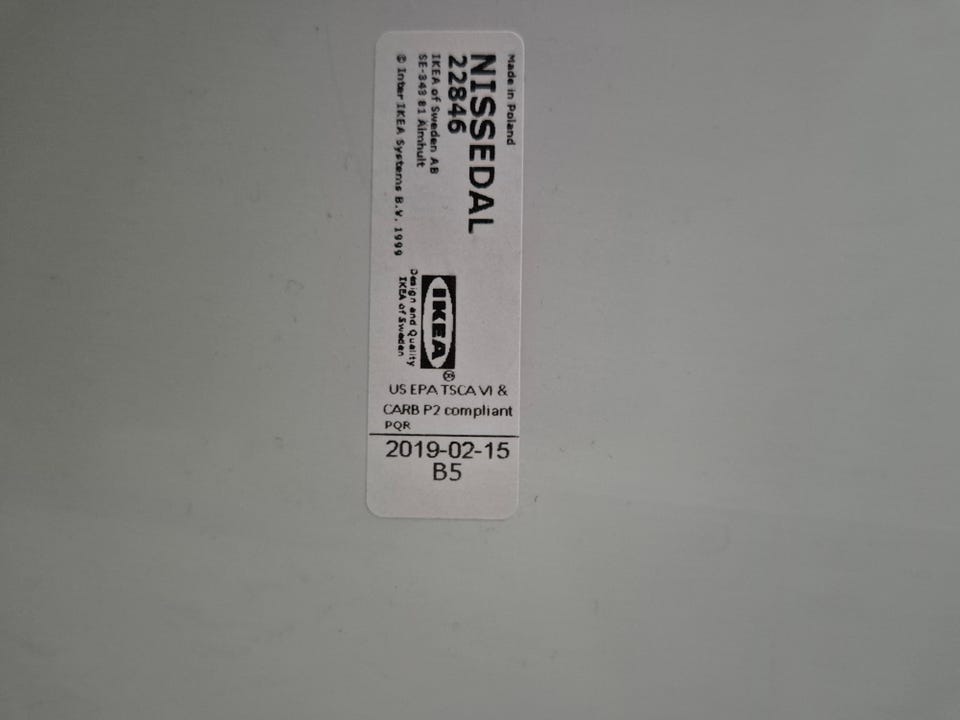 Made in Poland
NISSEDAL
22846
IKEA of Sweden AB
SE-343 81 Älmhult
© Inter IKEA Systems B.V. 1999
IKEA®
Design and Quality
IKEA of Sweden
US EPA TSCA VI &
CARB P2 compliant
PQR
2019-02-15
B5